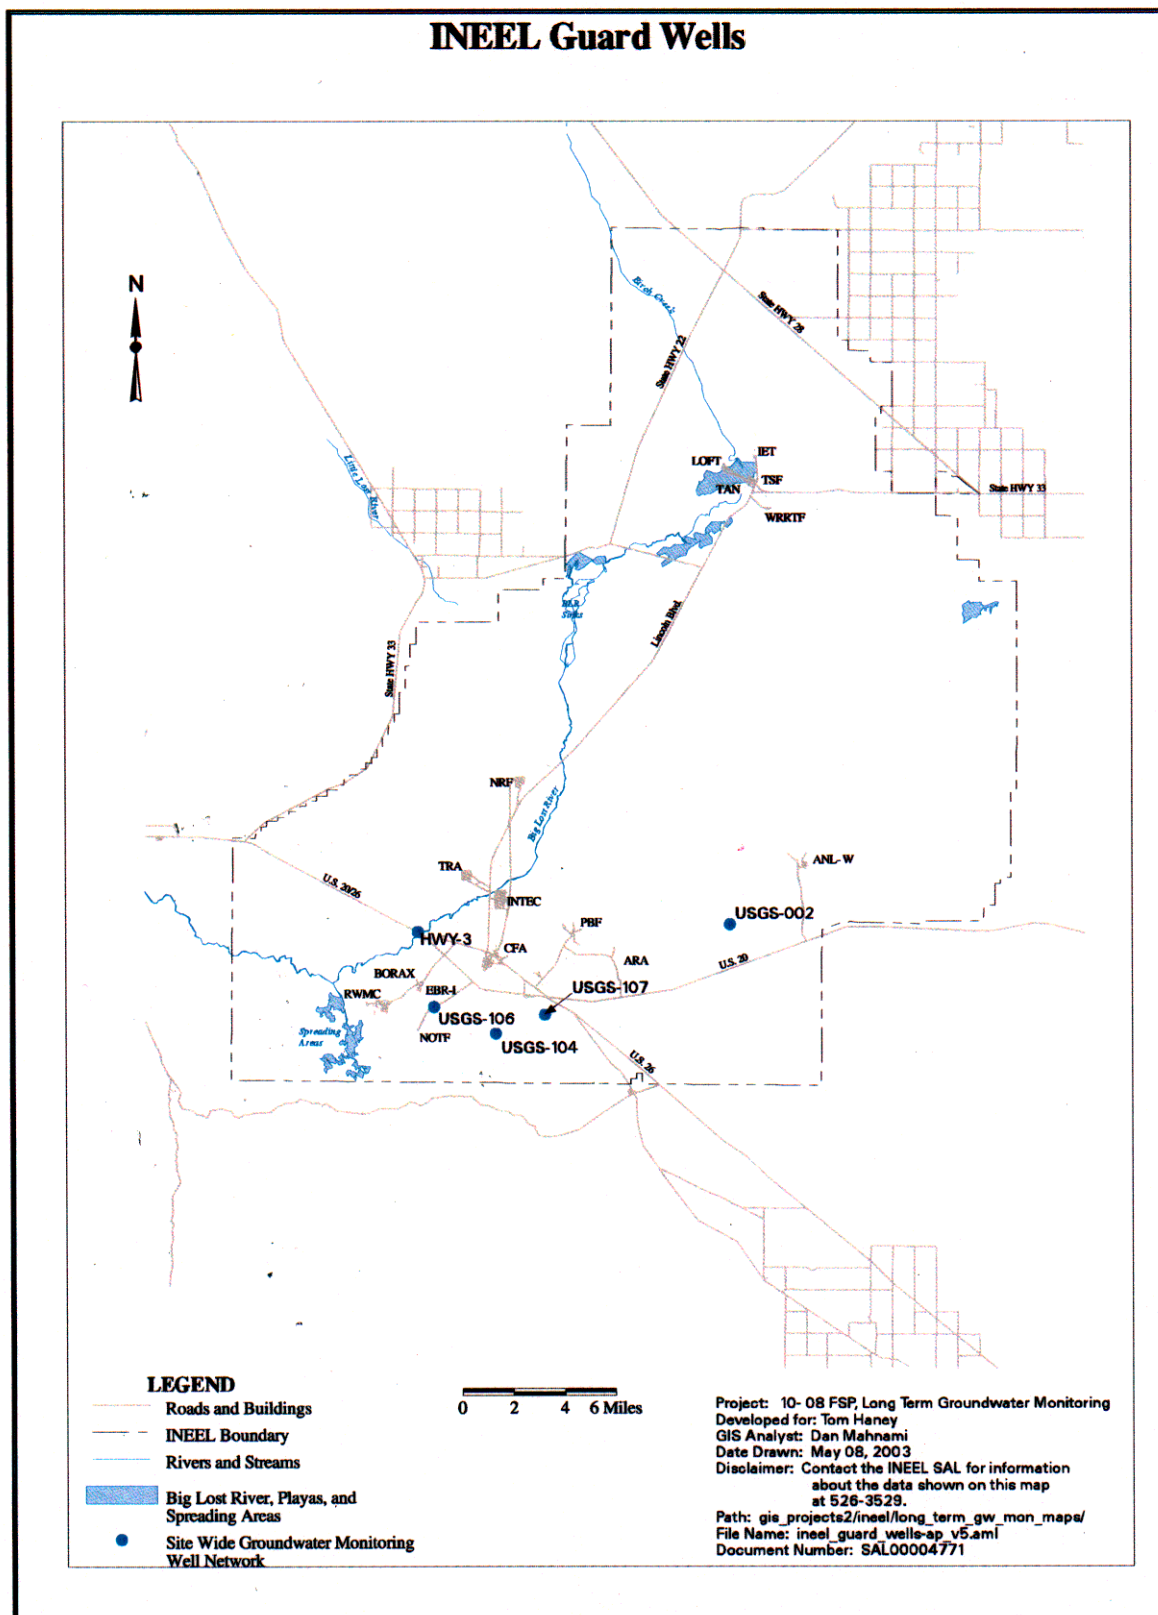 INEEL Guard Wells
N
Birch Creek
State HWY 28
State HWY 22
Little Lost River
LOFT
IET
TAN
TSF
State HWY 33
WRRTF
BLR
Sinks
Lincoln Blvd.
State HWY 33
NRF
Big Lost River
TRA
ANL-W
U.S. 20/26
INTEC
USGS-002
PBF
HWY-3
CFA
ARA
U.S. 20
BORAX
RWMC
EBR-I
USGS-107
USGS-106
Spreading
Areas
NOTF
USGS-104
U.S. 26
LEGEND
Roads and Buildings
INEEL Boundary
Rivers and Streams
Big Lost River, Playas, and
Spreading Areas
Site Wide Groundwater Monitoring
Well Network
0 2 4 6 Miles
Project: 10-08 FSP, Long Term Groundwater Monitoring
Developed for: Tom Haney
GIS Analyst: Dan Mahnami
Date Drawn: May 08, 2003
Disclaimer: Contact the INEEL SAL for information
about the data shown on this map
at 526-3529.
Path: gis_projects2/ineel/long_term_gw_mon_maps/
File Name: ineel_guard_wells-ap_v5.aml
Document Number: SAL00004771